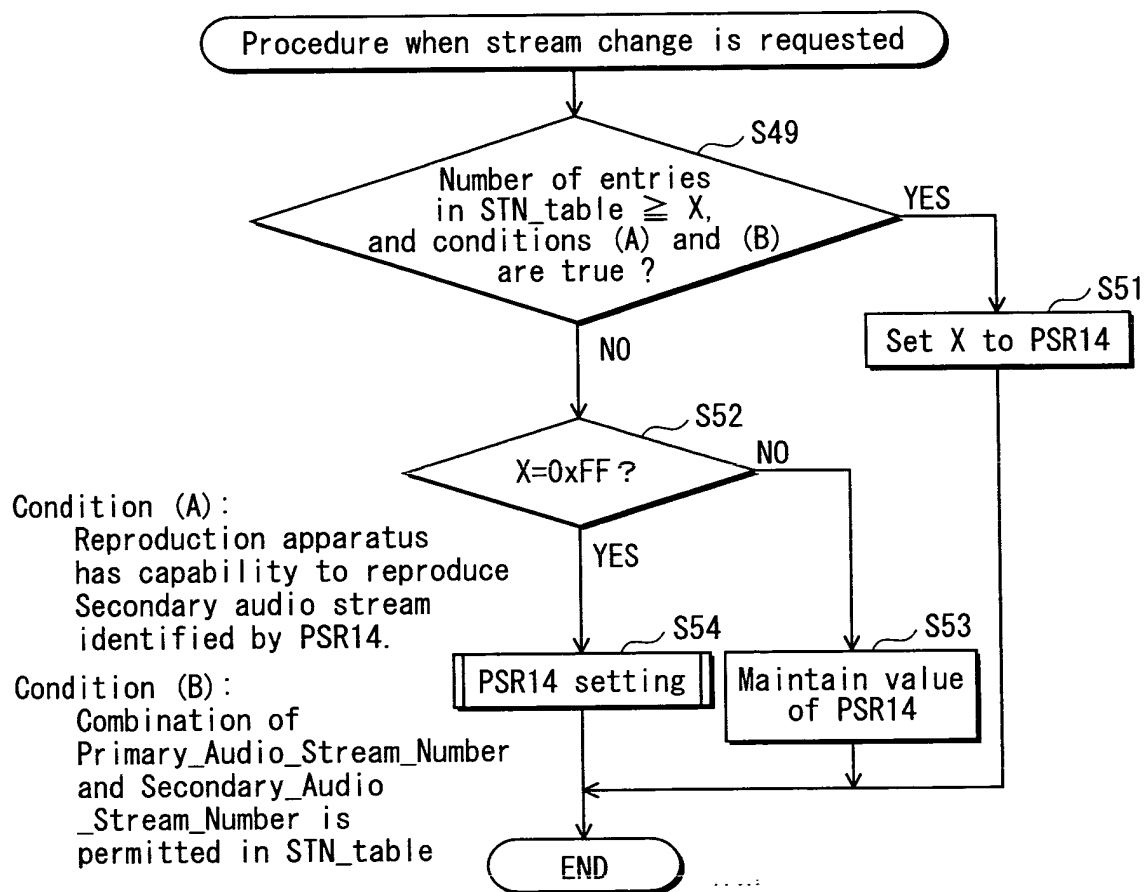 Procedure when stream change is requested
S49
Number of entries
in STN_table ≧ X,
and conditions (A) and (B)
are true ?
YES
S51
Set X to PSR14
NO
S52
X=0xFF ?
NO
YES
Condition (A):
Reproduction apparatus
has capability to reproduce
Secondary audio stream
identified by PSR14.
S54
PSR14 setting
S53
Maintain value
of PSR14
Condition (B):
Combination of
Primary_Audio_Stream_Number
and Secondary_Audio
_Stream_Number is
permitted in STN_table
END